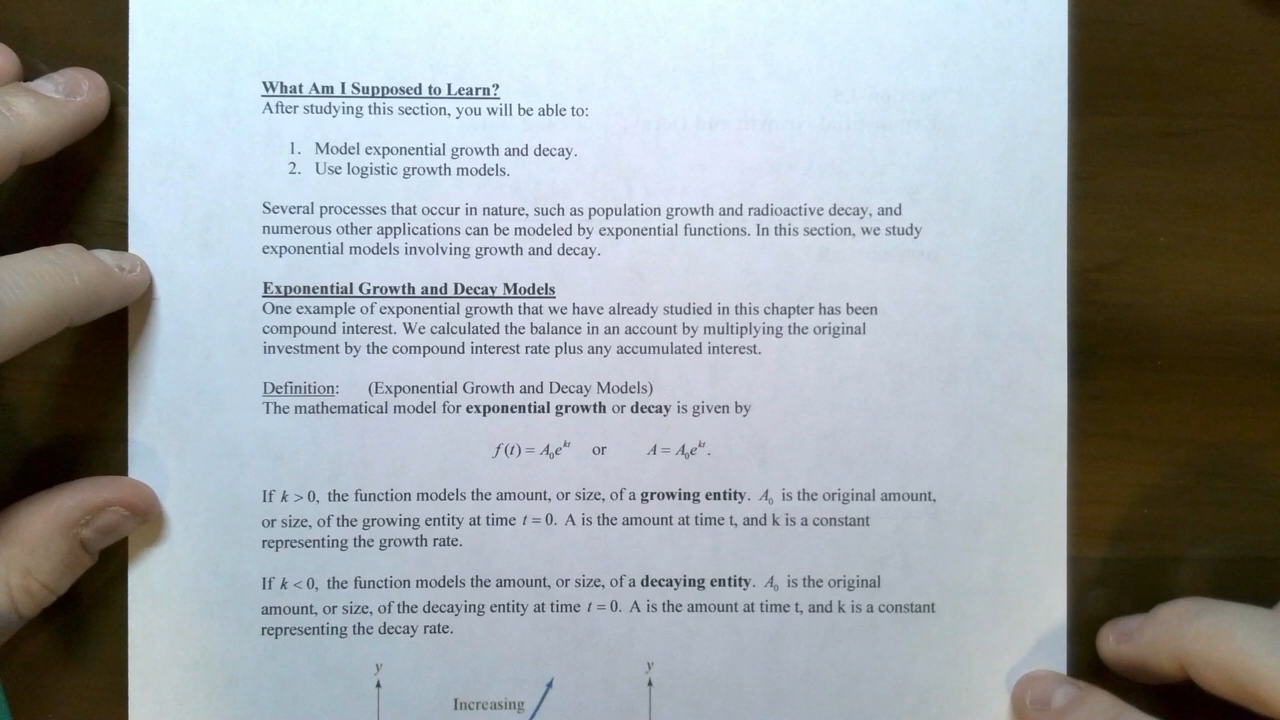 What Am I Supposed to Learn?
After studying this section, you will be able to:
1. Model exponential growth and decay.
2. Use logistic growth models.
Several processes that occur in nature, such as population growth and radioactive decay, and
numerous other applications can be modeled by exponential functions. In this section, we study
exponential models involving growth and decay.
Exponential Growth and Decay Models
One example of exponential growth that we have already studied in this chapter has been
compound interest. We calculated the balance in an account by multiplying the original
investment by the compound interest rate plus any accumulated interest.
Definition: (Exponential Growth and Decay Models)
The mathematical model for exponential growth or decay is given by
f(t) = A₀e^{kt} or A = A₀e^{kt}.
If k > 0, the function models the amount, or size, of a growing entity. A₀ is the original amount,
or size, of the growing entity at time t = 0. A is the amount at time t, and k is a constant
representing the growth rate.
If k < 0, the function models the amount, or size, of a decaying entity. A₀ is the original
amount, or size, of the decaying entity at time t = 0. A is the amount at time t, and k is a constant
representing the decay rate.
y y
Increasing